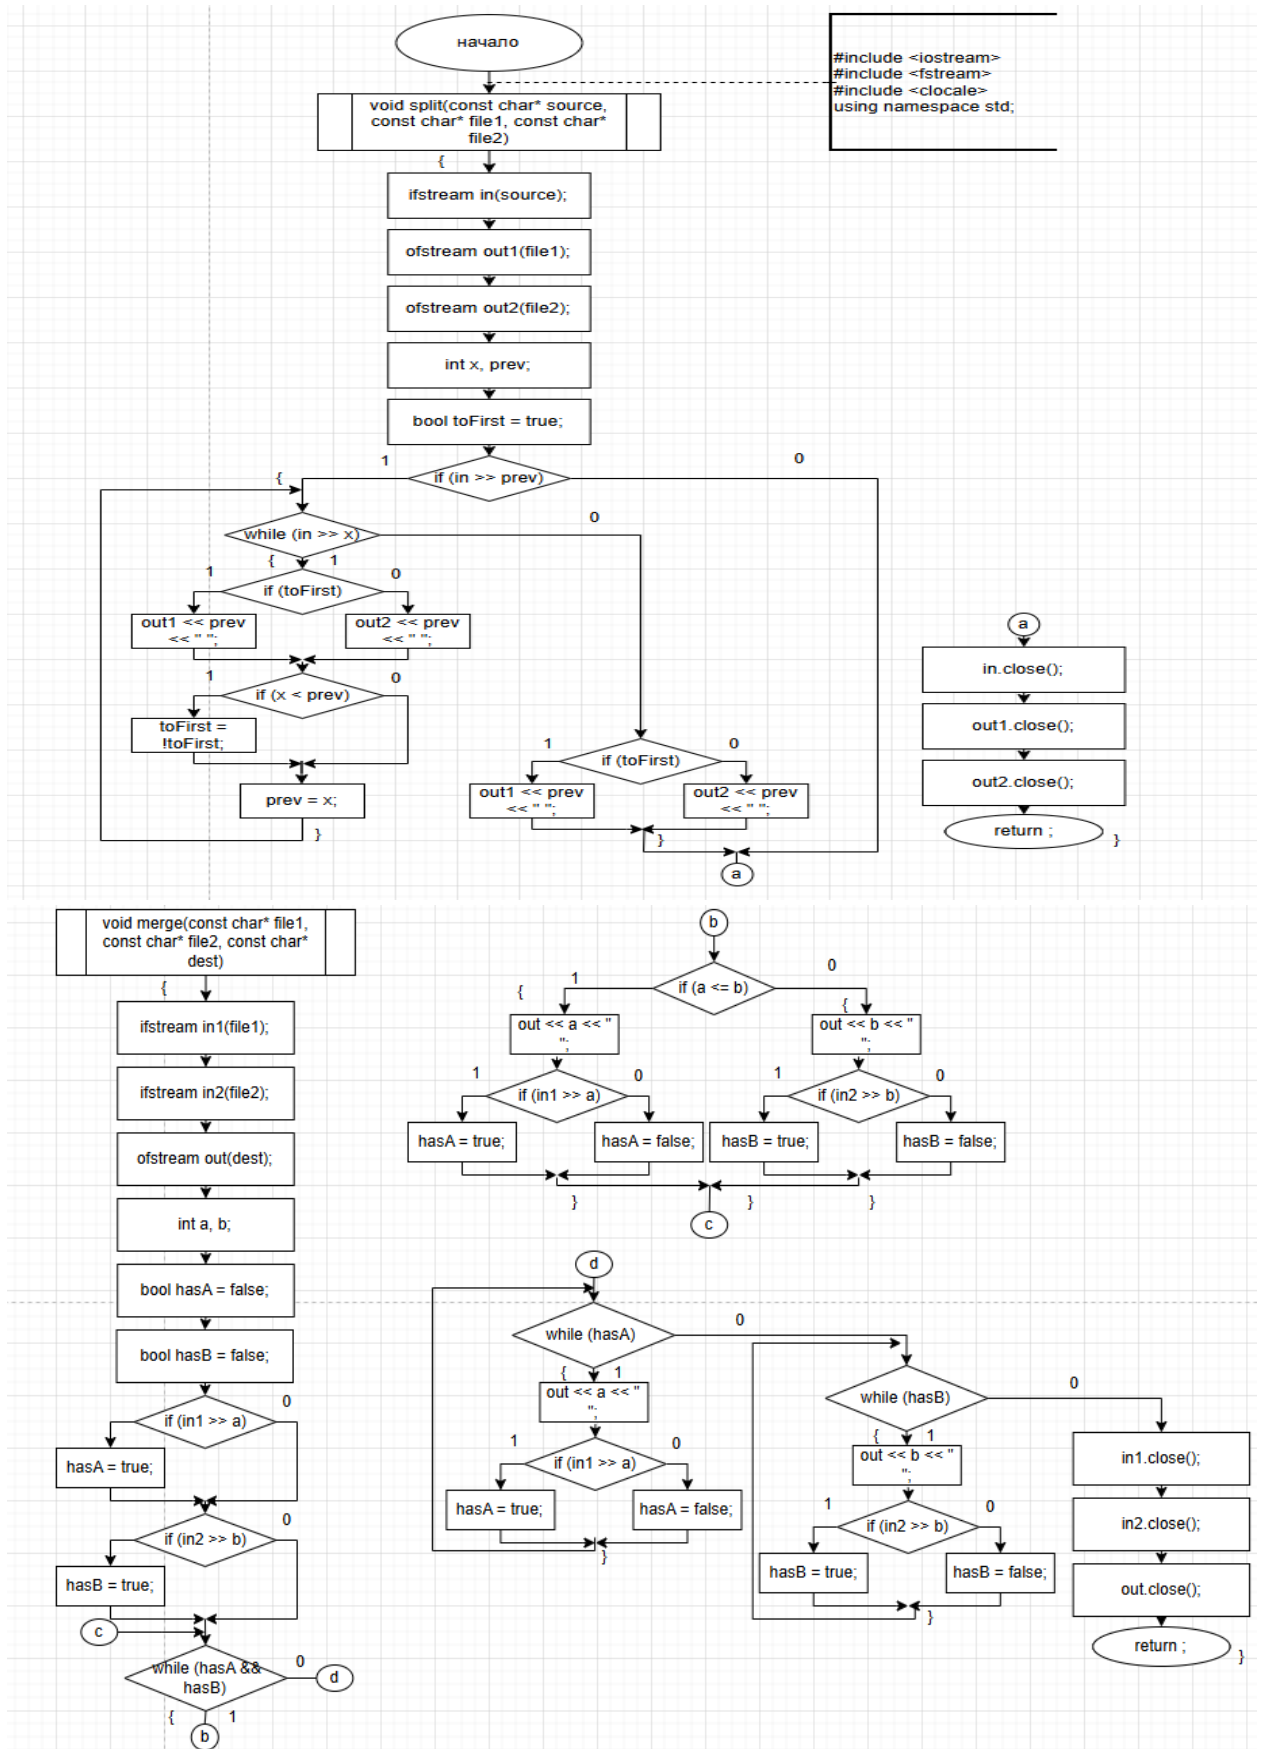 начало
#include <iostream>
#include <fstream>
#include <clocale>
using namespace std;
void split(const char* source,
const char* file1, const char*
file2)
{
ifstream in(source);
ofstream out1(file1);
ofstream out2(file2);
int x, prev;
bool toFirst = true;
if (in >> prev)
1
0
{
while (in >> x)
0
{
1
if (toFirst)
1
0
out1 << prev
<< " ";
out2 << prev
<< " ";
if (x < prev)
1
0
toFirst =
!toFirst;
prev = x;
}
if (toFirst)
1
0
out1 << prev
<< " ";
out2 << prev
<< " ";
}
a
a
in.close();
out1.close();
out2.close();
return ;
}
void merge(const char* file1,
const char* file2, const char*
dest)
{
ifstream in1(file1);
ifstream in2(file2);
ofstream out(dest);
int a, b;
bool hasA = false;
bool hasB = false;
if (in1 >> a)
0
hasA = true;
if (in2 >> b)
0
hasB = true;
c
while (hasA &&
hasB)
0
d
{
1
b
b
if (a <= b)
1
0
{
out << a << "
";
if (in1 >> a)
1
0
hasA = true;
hasA = false;
}
{
out << b << "
";
if (in2 >> b)
1
0
hasB = true;
hasB = false;
}
}
c
d
while (hasA)
0
{
1
out << a << "
";
if (in1 >> a)
1
0
hasA = true;
hasA = false;
}
while (hasB)
0
{
1
out << b << "
";
if (in2 >> b)
1
0
hasB = true;
hasB = false;
}
in1.close();
in2.close();
out.close();
return ;
}